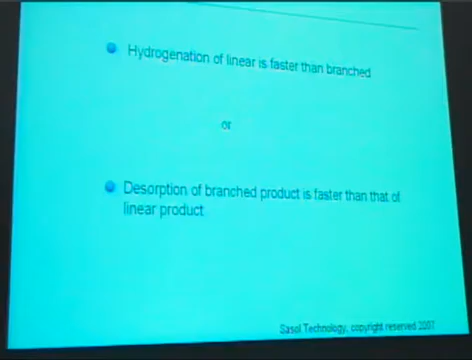 Hydrogenation of linear is faster than branched
or
Desorption of branched product is faster than that of
linear product
Sasol Technology, copyright reserved 2007